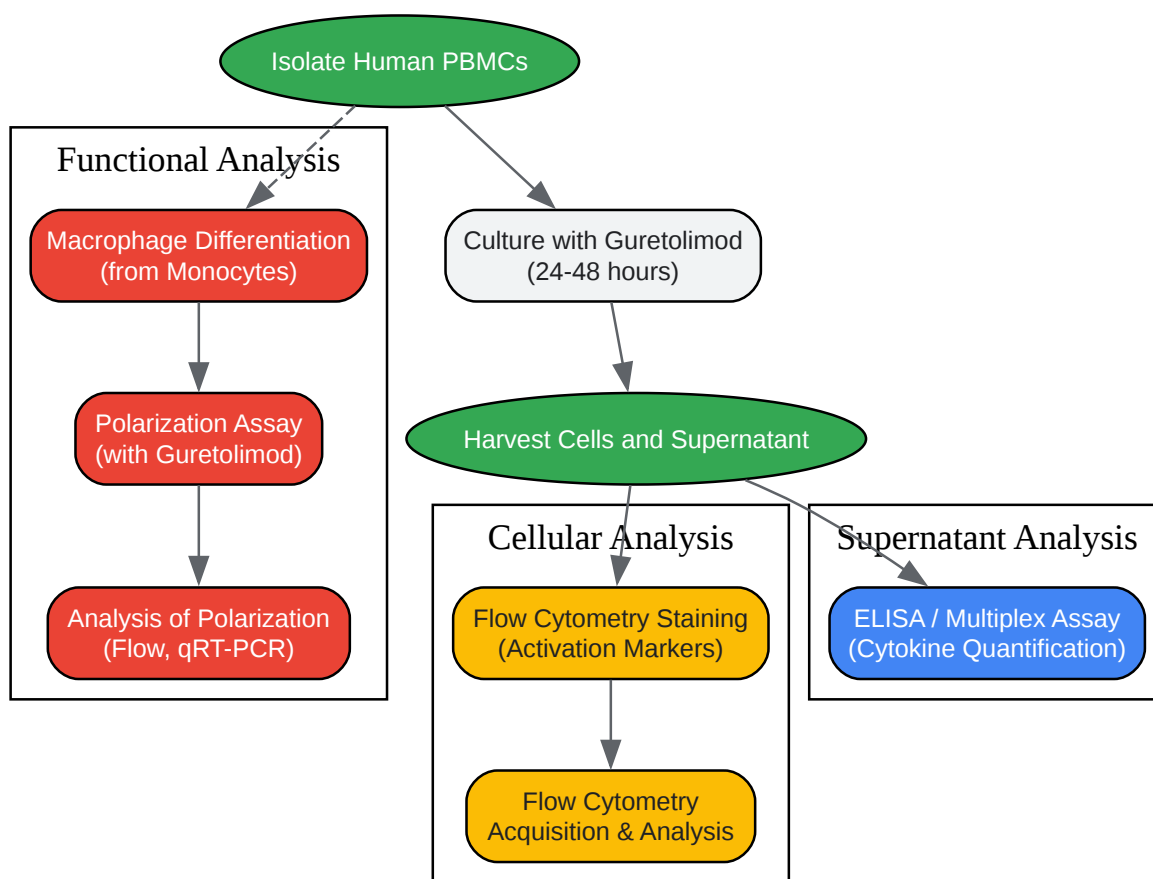 Isolate Human PBMCs
Functional Analysis
Macrophage Differentiation
(from Monocytes)
Culture with Guretolimod
(24-48 hours)
Polarization Assay
(with Guretolimod)
Harvest Cells and Supernatant
Cellular Analysis
Supernatant Analysis
Analysis of Polarization
(Flow, qRT-PCR)
Flow Cytometry Staining
(Activation Markers)
ELISA / Multiplex Assay
(Cytokine Quantification)
Flow Cytometry
Acquisition & Analysis